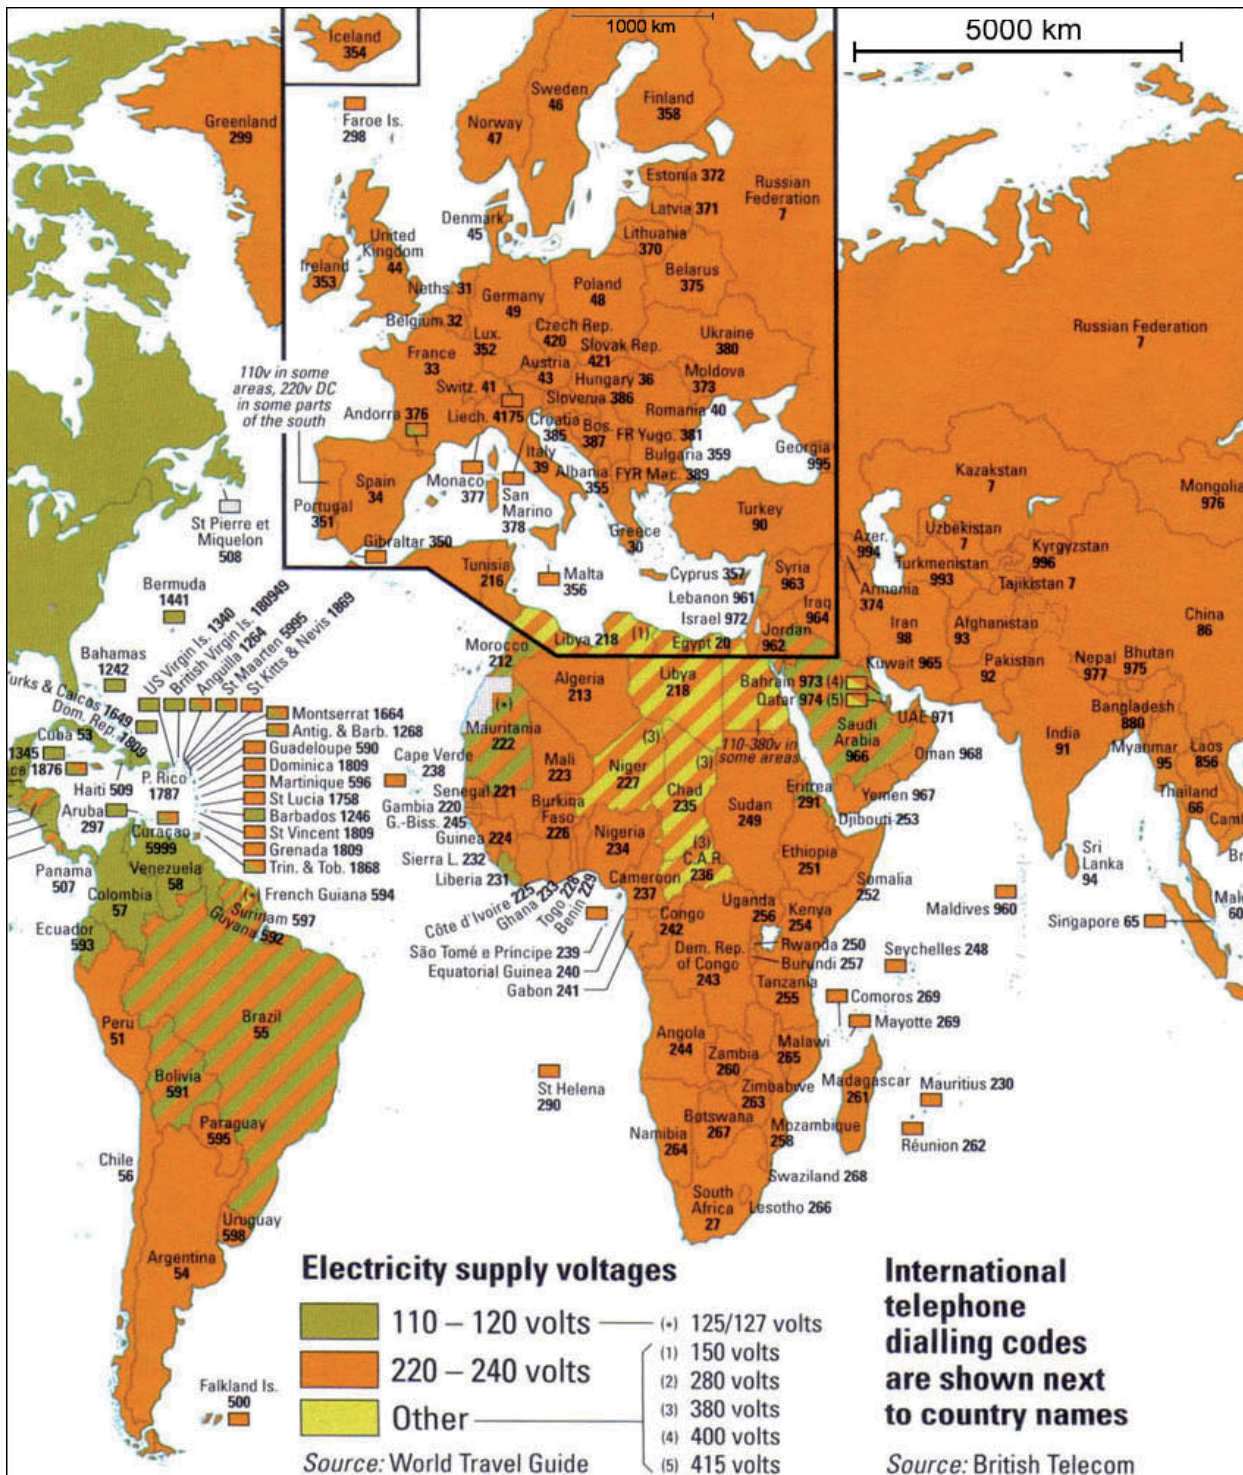 1000 km
5000 km
Iceland
354
Greenland
299
Faroe Is.
298
Sweden
46
Finland
358
Norway
47
Estonia 372
Latvia 371
Lithuania
370
Russian
Federation
7
Denmark
45
United
Kingdom
44
Ireland
353
Neths. 31
Belgium 32
Germany
49
Poland
48
Belarus
375
Lux.
352
Czech Rep.
420
Slovak Rep.
421
Ukraine
380
France
33
Austria
43
Hungary 36
Moldova
373
Switz. 41
Slovenia 386
Liech. 4175
Croatia
385
Bos.
387
Romania 40
FR Yugo. 381
Bulgaria 359
Georgia
995
110v in some
areas, 220v DC
in some parts
of the south
Andorra 376
Italy
39
Albania
355
FYR Mac. 389
Monaco
377
San
Marino
378
Spain
34
Portugal
351
Gibraltar 350
Greece
30
Turkey
90
Tunisia
216
Malta
356
Cyprus 357
Syria
963
Lebanon 961
Israel 972
Iraq
964
Jordan
962
Libya 218
(1)
Egypt 20
Russian Federation
7
Kazakstan
7
Mongolia
976
Azer.
994
Uzbekistan
7
Kyrgyzstan
996
Turkmenistan
993
Tajikistan 7
Armenia
374
Iran
98
Afghanistan
93
China
86
Kuwait 965
Pakistan
92
Nepal
977
Bhutan
975
Bahrain 973 (4)
Qatar 974 (5)
UAE 971
Saudi
Arabia
966
Oman 968
Yemen 967
Bangladesh
880
India
91
Myanmar
95
Laos
856
Thailand
66
Sri
Lanka
94
Maldives 960
Singapore 65
St Pierre et
Miquelon
508
Bermuda
1441
Bahamas
1242
US Virgin Is. 1340
British Virgin Is. 180949
Anguilla 1264
St Maarten 5995
St Kitts & Nevis 1869
Turks & Caicos 1649
Dom. Rep. 1809
Cuba 53
1345
1876
Haiti 509
P. Rico
1787
Aruba
297
Curaçao
5999
Montserrat 1664
Antig. & Barb. 1268
Guadeloupe 590
Dominica 1809
Martinique 596
St Lucia 1758
Barbados 1246
St Vincent 1809
Grenada 1809
Trin. & Tob. 1868
Panama
507
Venezuela
58
Colombia
57
Ecuador
593
(*) French Guiana 594
Surinam 597
Guyana 592
Brazil
55
Peru
51
Bolivia
591
Paraguay
595
Chile
56
Uruguay
598
Argentina
54
Falkland Is.
500
Morocco
212
Algeria
213
Libya
218
(*)
Mauritania
222
Cape Verde
238
Mali
223
Niger
227
(3)
Chad
235
(3)
110-380v in
some areas
Senegal 221
Gambia 220
G.-Biss. 245
Burkina
Faso
226
Guinea 224
Sierra L. 232
Liberia 231
Nigeria
234
Sudan
249
Eritrea
291
Djibouti 253
Côte d'Ivoire 225
Ghana 233
Togo 228
Benin 229
Cameroon
237
(3)
C.A.R.
236
Ethiopia
251
Somalia
252
Uganda
256
Kenya
254
Congo
242
Dem. Rep.
of Congo
243
Rwanda 250
Burundi 257
Tanzania
255
São Tomé e Príncipe 239
Equatorial Guinea 240
Gabon 241
Seychelles 248
Comoros 269
Mayotte 269
Angola
244
Zambia
260
Malawi
265
Zimbabwe
263
Madagascar
261
Mauritius 230
Réunion 262
St Helena
290
Namibia
264
Botswana
267
Mozambique
258
Swaziland 268
South
Africa
27
Lesotho 266
Electricity supply voltages
110 – 120 volts
(*) 125/127 volts
220 – 240 volts
Other
(1) 150 volts
(2) 280 volts
(3) 380 volts
(4) 400 volts
(5) 415 volts
Source: World Travel Guide
International
telephone
dialling codes
are shown next
to country names
Source: British Telecom